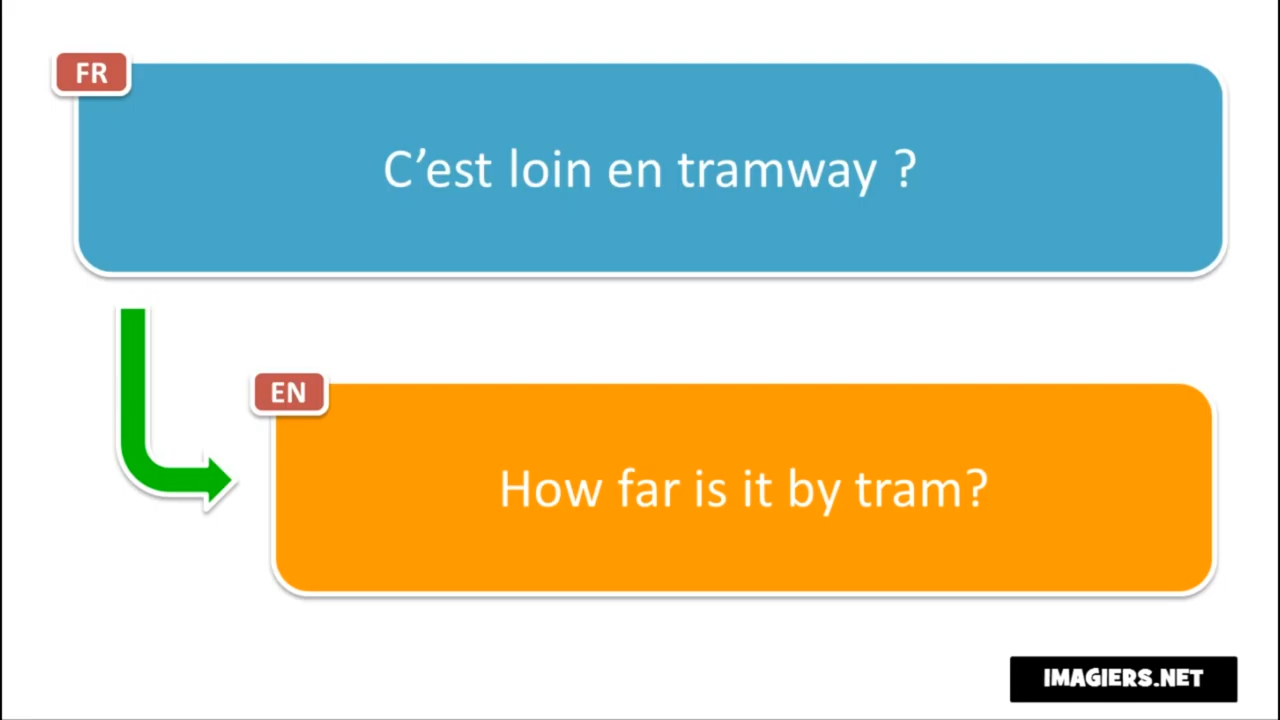 FR
C’est loin en tramway ?
EN
How far is it by tram?
IMAGIERS.NET